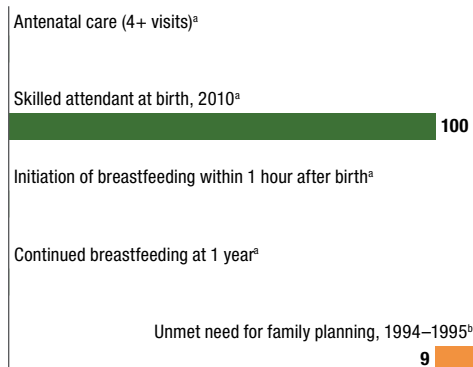 Antenatal care (4+ visits)ᵃ
Skilled attendant at birth, 2010ᵃ
100
Initiation of breastfeeding within 1 hour after birthᵃ
Continued breastfeeding at 1 yearᵃ
Unmet need for family planning, 1994–1995ᵇ
9